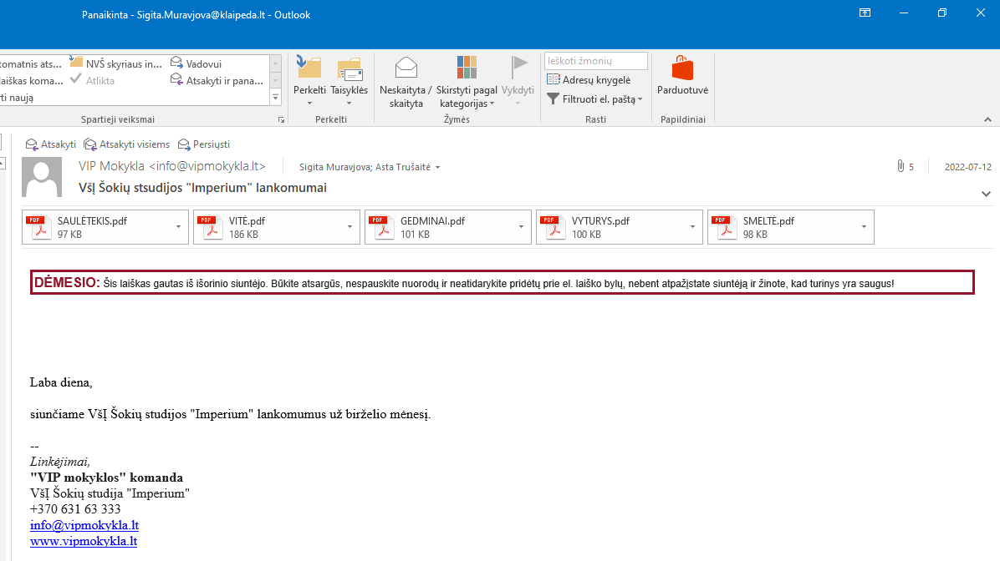 Panaikinta - Sigita.Muravjova@klaipeda.lt - Outlook
tomatnis ats... NVŠ skyriaus in... Vadovui
laiškas koma... Atlikta Atsakyti ir pana...
rti naują
Spartieji veiksmai
Perkelti Taisyklės
Perkelti
Neskaityta / skaityta
Skirstyti pagal kategorijas
Vykdyti
Žymės
Ieškoti žmonių
Adresų knygelė
Filtruoti el. paštą
Rasti
Parduotuvė
Papildiniai
Atsakyti Atsakyti visiems Persiųsti
VIP Mokykla <info@vipmokykla.lt> Sigita Muravjova; Asta Trušaitė 5 2022-07-12
VšĮ Šokių stsudijos "Imperium" lankomumai
PDF SAULĖTEKIS.pdf
97 KB
PDF VITĖ.pdf
186 KB
PDF GEDMINAI.pdf
101 KB
PDF VYTURYS.pdf
100 KB
PDF SMELTĖ.pdf
98 KB
DĖMESIO: Šis laiškas gautas iš išorinio siuntėjo. Būkite atsargūs, nespauskite nuorodų ir neatidarykite pridėtų prie el. laiško bylų, nebent atpažįstate siuntėją ir žinote, kad turinys yra saugus!
Laba diena,
siunčiame VšĮ Šokių studijos "Imperium" lankomumus už birželio mėnesį.
--
Linkėjimai,
"VIP mokyklos" komanda
VšĮ Šokių studija "Imperium"
+370 631 63 333
info@vipmokykla.lt
www.vipmokykla.lt